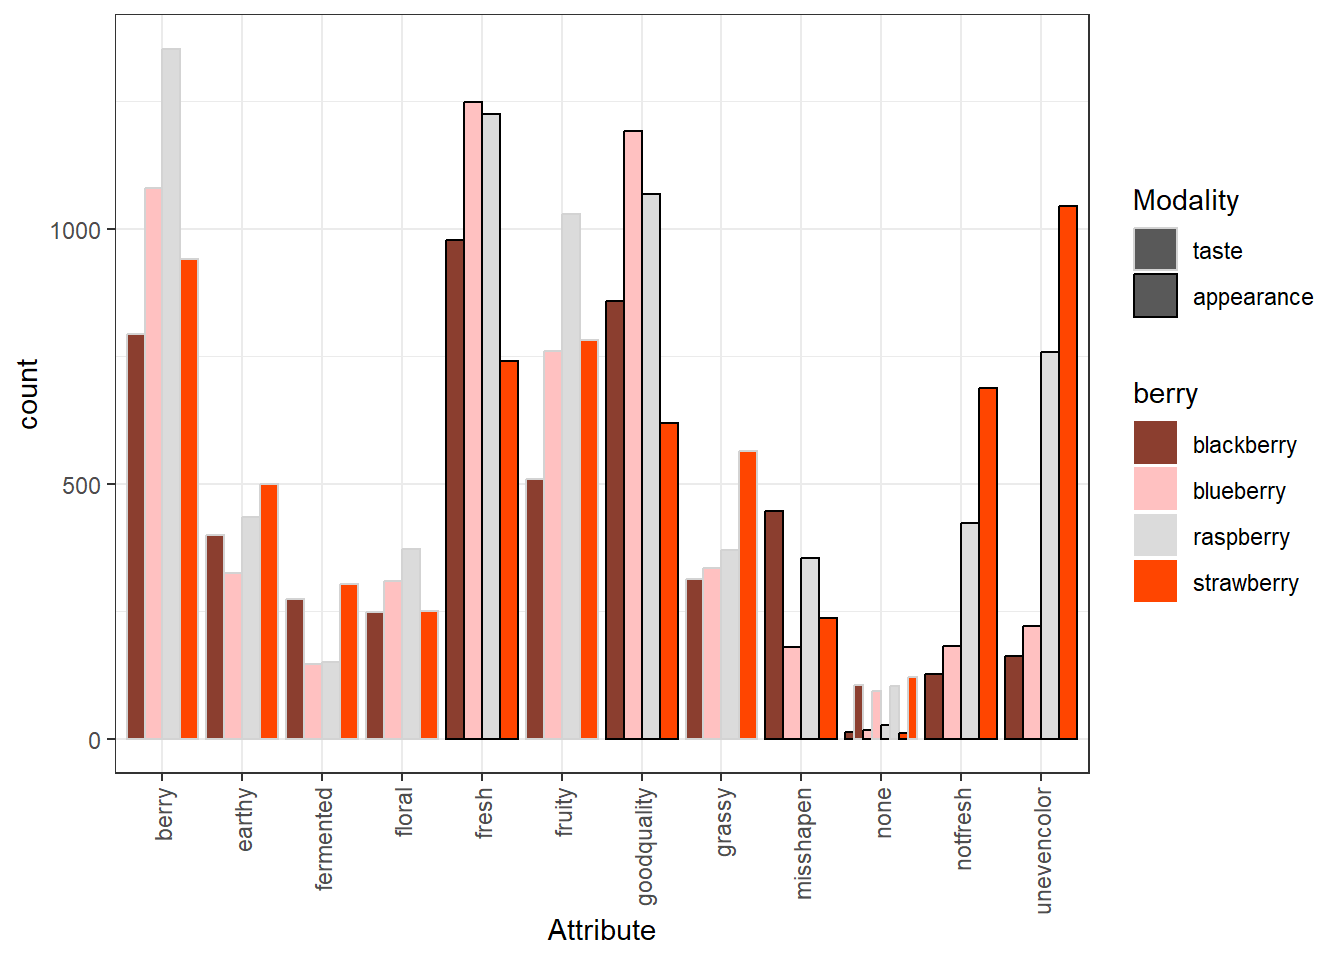 count
1000
500
0
berry
earthy
fermented
floral
fresh
fruity
goodquality
grassy
misshapen
none
notfresh
unevencolor
Attribute
Modality
taste
appearance
berry
blackberry
blueberry
raspberry
strawberry